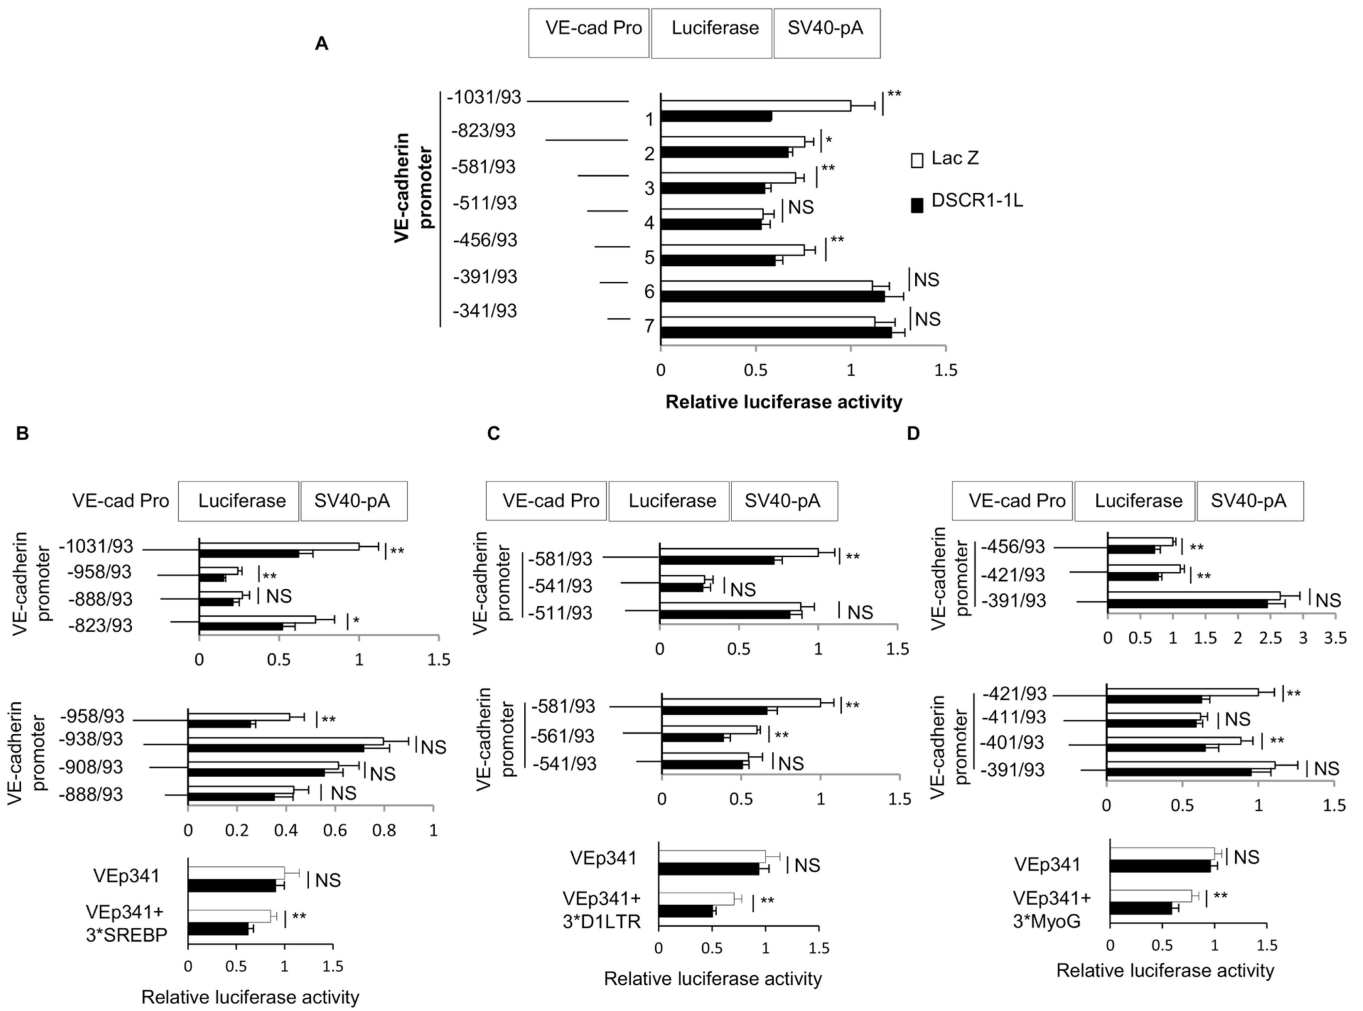 VE-cad Pro Luciferase SV40-pA
A
VE-cadherin promoter
-1031/93 1 **
-823/93 2 *
-581/93 3 **
-511/93 4 NS
-456/93 5 **
-391/93 6 NS
-341/93 7 NS
Lac Z
DSCR1-1L
0 0.5 1 1.5
Relative luciferase activity
B
VE-cad Pro Luciferase SV40-pA
VE-cadherin promoter
-1031/93 **
-958/93 **
-888/93 NS
-823/93 *
0 0.5 1 1.5
VE-cadherin promoter
-958/93 **
-938/93 NS
-908/93 NS
-888/93 NS
0 0.2 0.4 0.6 0.8 1
VEp341 NS
VEp341+ **
3*SREBP
0 0.5 1 1.5
Relative luciferase activity
C
VE-cad Pro Luciferase SV40-pA
VE-cadherin promoter
-581/93 **
-541/93 NS
-511/93 NS
0 0.5 1 1.5
VE-cadherin promoter
-581/93 **
-561/93 **
-541/93 NS
0 0.5 1 1.5
VEp341 NS
VEp341+ **
3*D1LTR
0 0.5 1 1.5
Relative luciferase activity
D
VE-cad Pro Luciferase SV40-pA
VE-cadherin promoter
-456/93 **
-421/93 **
-391/93 NS
0 0.5 1 1.5 2 2.5 3 3.5
VE-cadherin promoter
-421/93 **
-411/93 NS
-401/93 **
-391/93 NS
0 0.5 1 1.5
VEp341 NS
VEp341+ **
3*MyoG
0 0.5 1 1.5
Relative luciferase activity